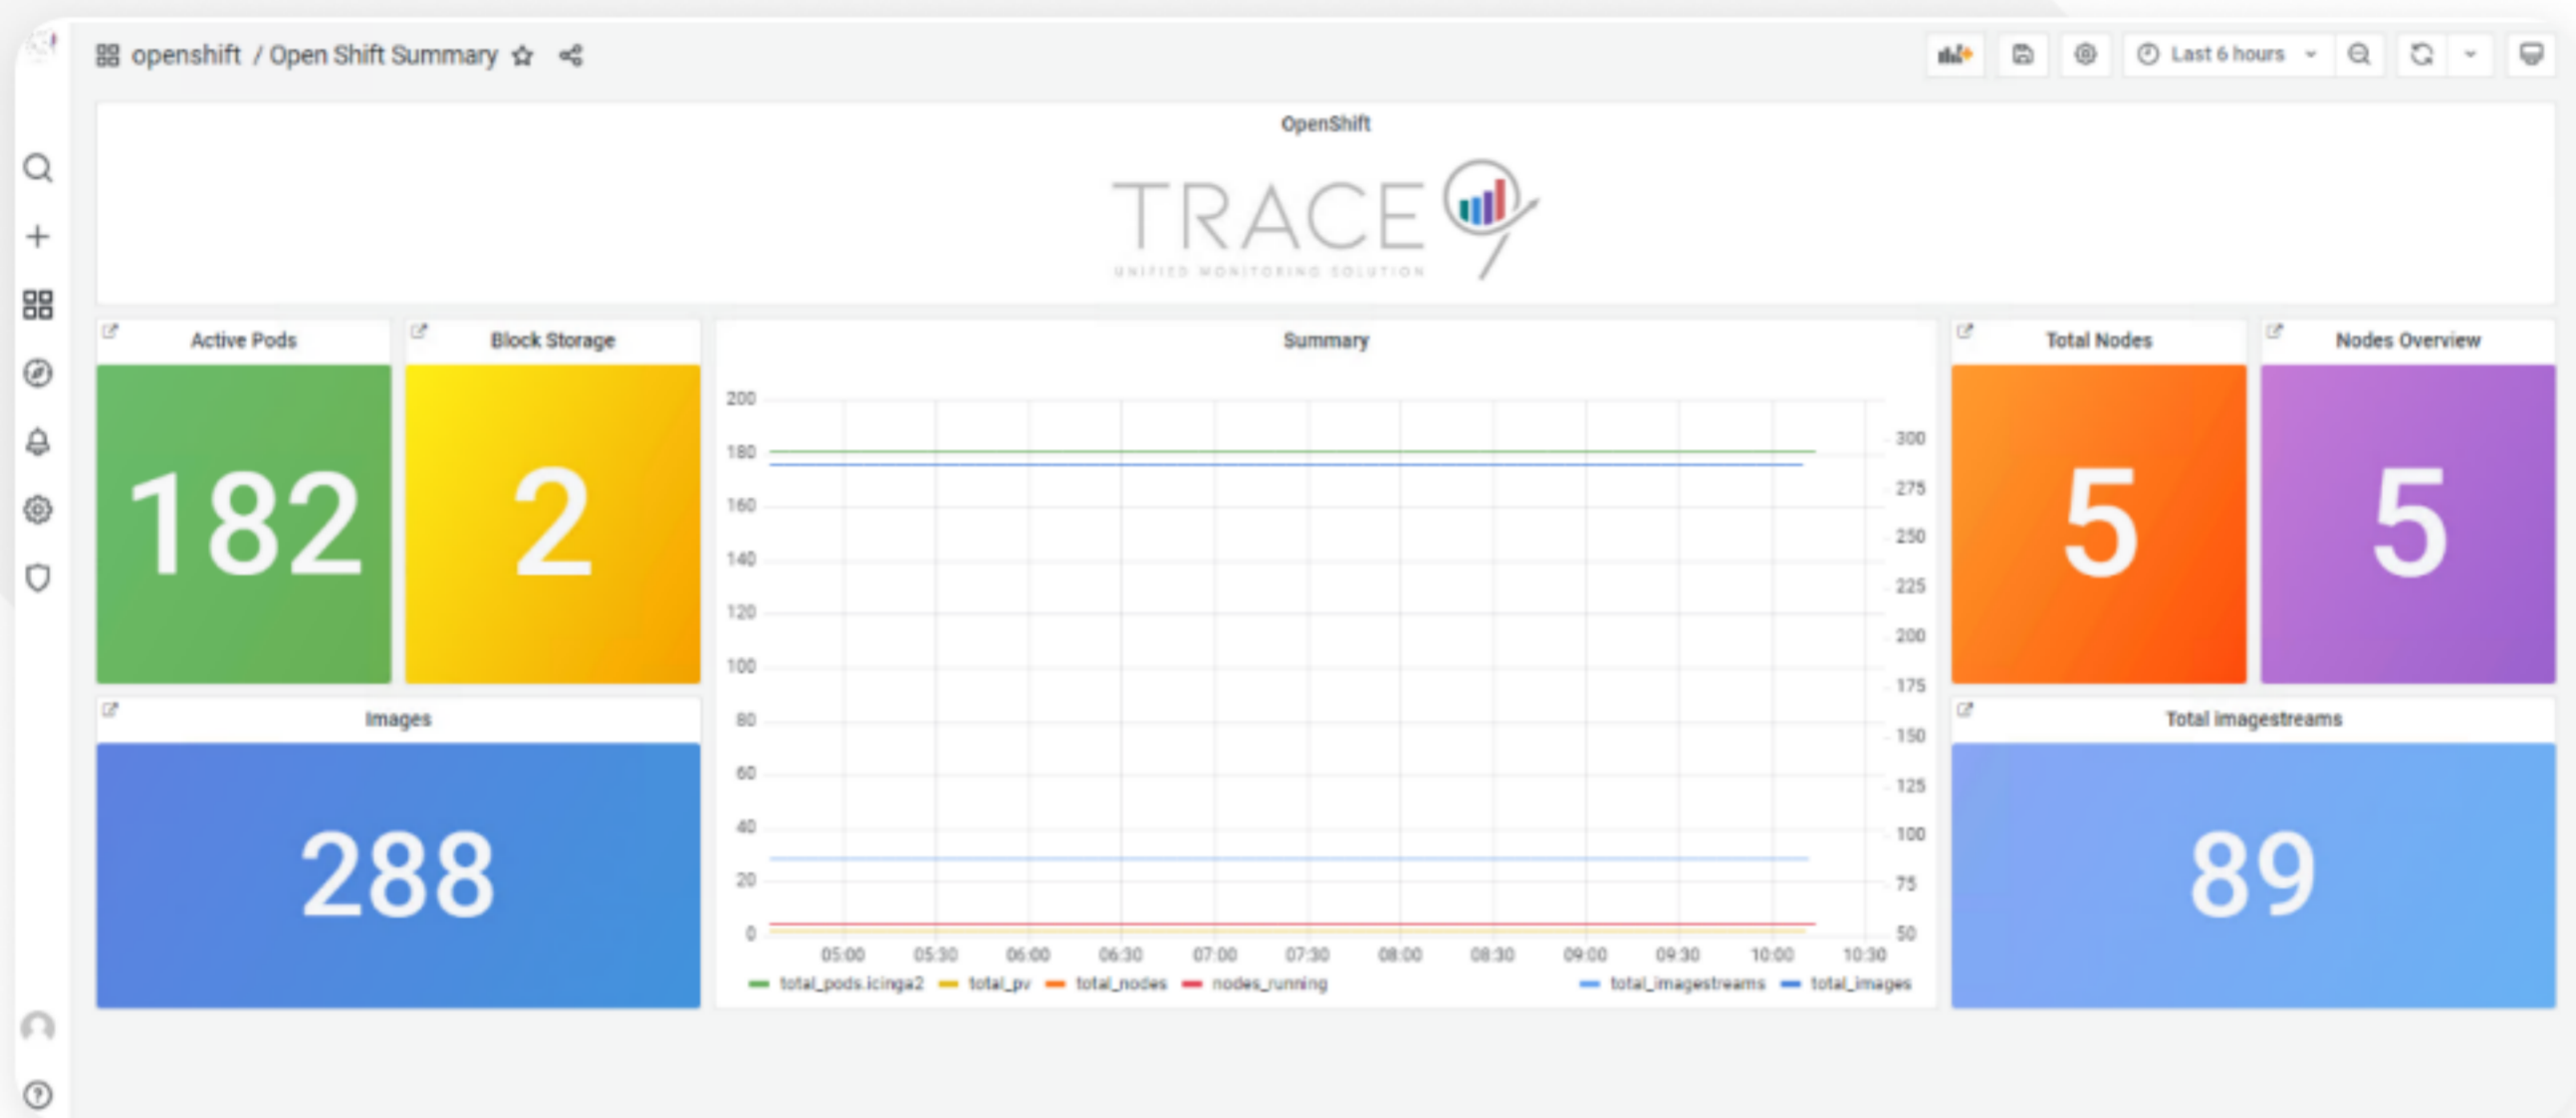 openshift / Open Shift Summary
Last 6 hours
OpenShift
TRACE 9
UNIFIED MONITORING SOLUTION
Active Pods
182
Block Storage
2
Images
288
Summary
200
180
160
140
120
100
80
60
40
20
0
300
275
250
225
200
175
150
125
100
75
50
05:00 05:30 06:00 06:30 07:00 07:30 08:00 08:30 09:00 09:30 10:00 10:30
total_pods.icinga2 total_pv total_nodes nodes_running total_imagestreams total_images
Total Nodes
5
Nodes Overview
5
Total imagestreams
89